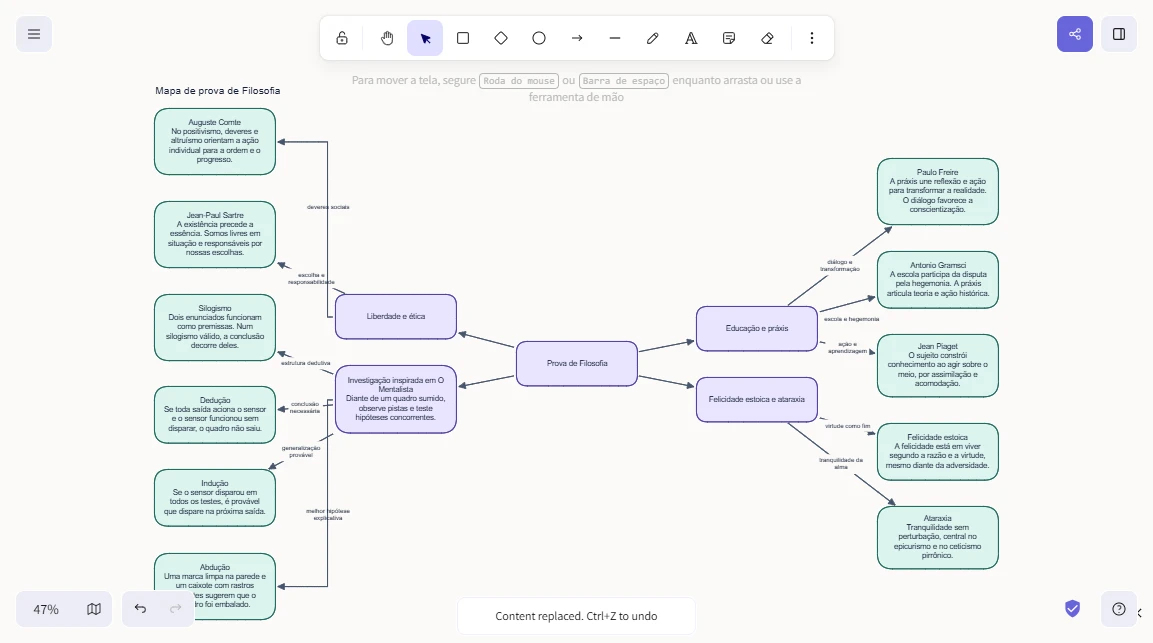 Para mover a tela, segure Roda do mouse ou Barra de espaço enquanto arrasta ou use a
ferramenta de mão
Mapa de prova de Filosofia
Auguste Comte
No positivismo, deveres e
altruísmo orientam a ação
individual para a ordem e o
progresso.
deveres sociais
Jean-Paul Sartre
A existência precede a
essência. Somos livres em
situação e responsáveis por
nossas escolhas.
escolha e
responsabilidade
Liberdade e ética
Silogismo
Dois enunciados funcionam
como premissas. Num
silogismo válido, a conclusão
decorre deles.
estrutura dedutiva
Investigação inspirada em O
Mentalista
Diante de um quadro sumido,
observe pistas e teste
hipóteses concorrentes.
Dedução
Se toda saída aciona o sensor
e o sensor funcionou sem
disparar, o quadro não saiu.
conclusão
necessária
generalização
provável
Indução
Se o sensor disparou em
todos os testes, é provável
que dispare na próxima saída.
melhor hipótese
explicativa
Abdução
Uma marca limpa na parede e
um caixote com rastros
sugerem que o
foi embalado.
Prova de Filosofia
Educação e práxis
Felicidade estoica e ataraxia
Paulo Freire
A práxis une reflexão e ação
para transformar a realidade.
O diálogo favorece a
conscientização.
diálogo e
transformação
Antonio Gramsci
A escola participa da disputa
pela hegemonia. A práxis
articula teoria e ação histórica.
escola e hegemonia
Jean Piaget
O sujeito constrói
conhecimento ao agir sobre o
meio, por assimilação e
acomodação.
ação e
aprendizagem
virtude como fim
Felicidade estoica
A felicidade está em viver
segundo a razão e a virtude,
mesmo diante da adversidade.
tranquilidade da
alma
Ataraxia
Tranquilidade sem
perturbação, central no
epicurismo e no ceticismo
pirrônico.
47%
Content replaced. Ctrl+Z to undo